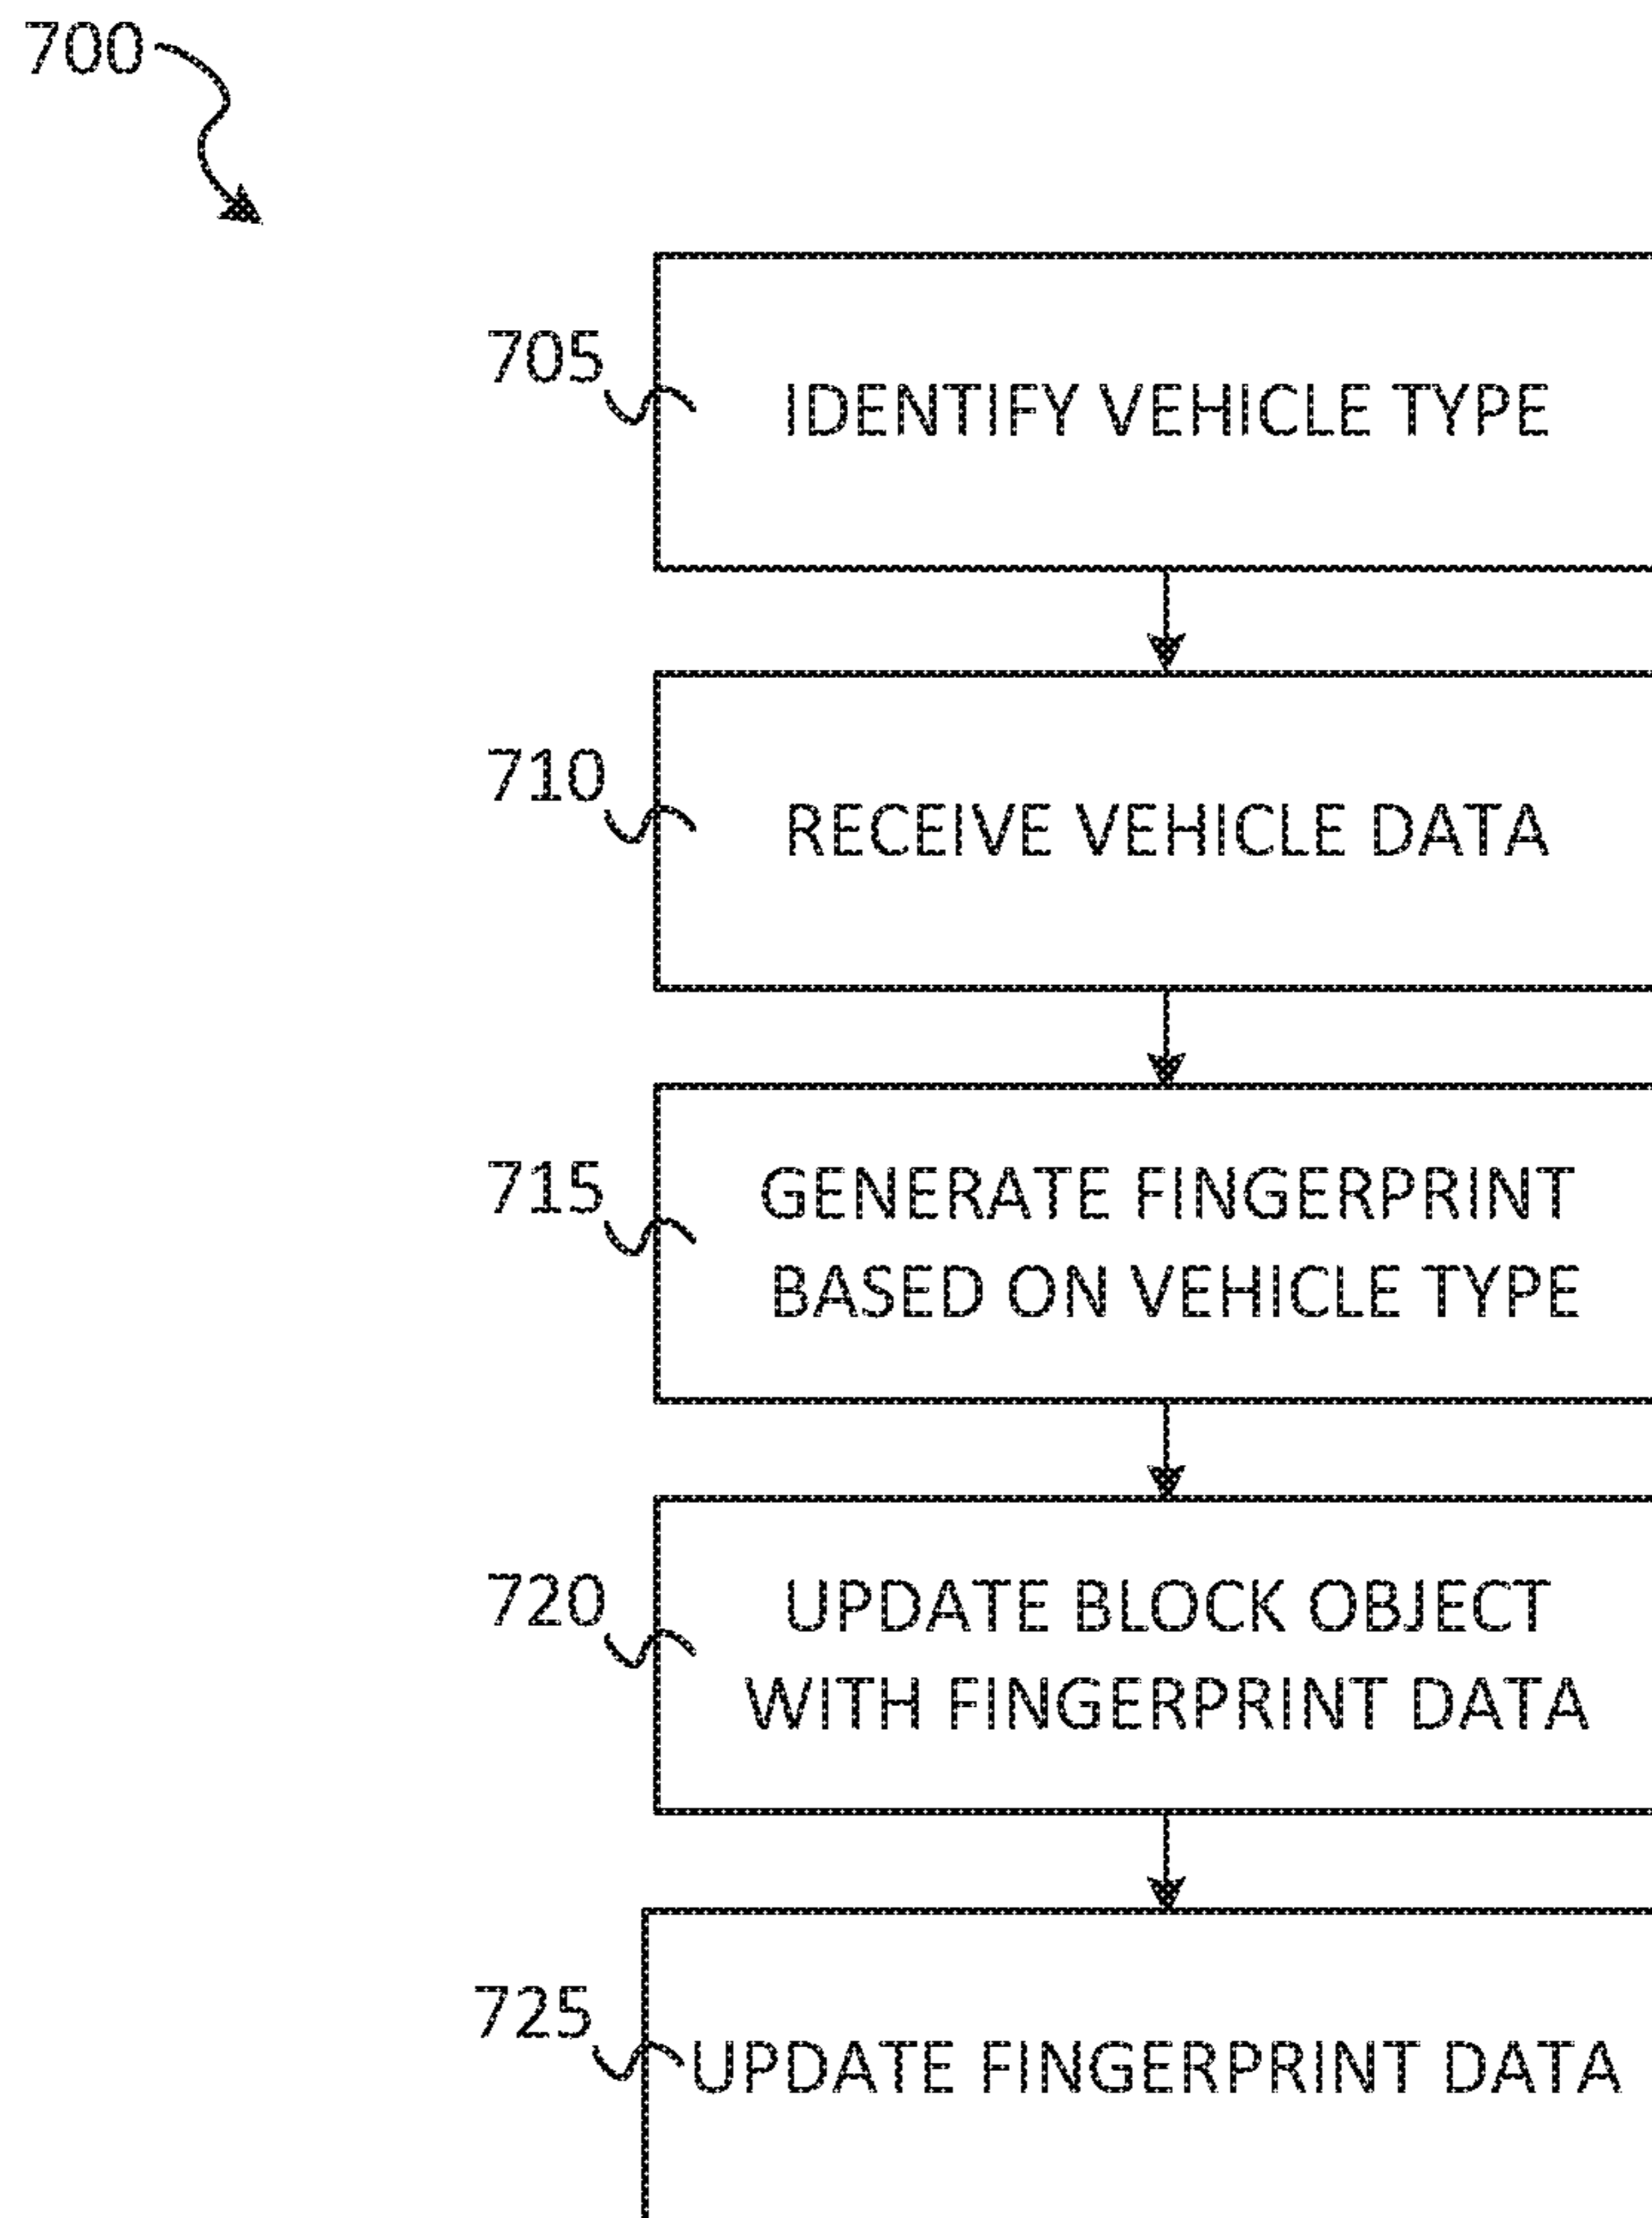 700
705
IDENTIFY VEHICLE TYPE
710
RECEIVE VEHICLE DATA
715
GENERATE FINGERPRINT
BASED ON VEHICLE TYPE
720
UPDATE BLOCK OBJECT
WITH FINGERPRINT DATA
725
UPDATE FINGERPRINT DATA